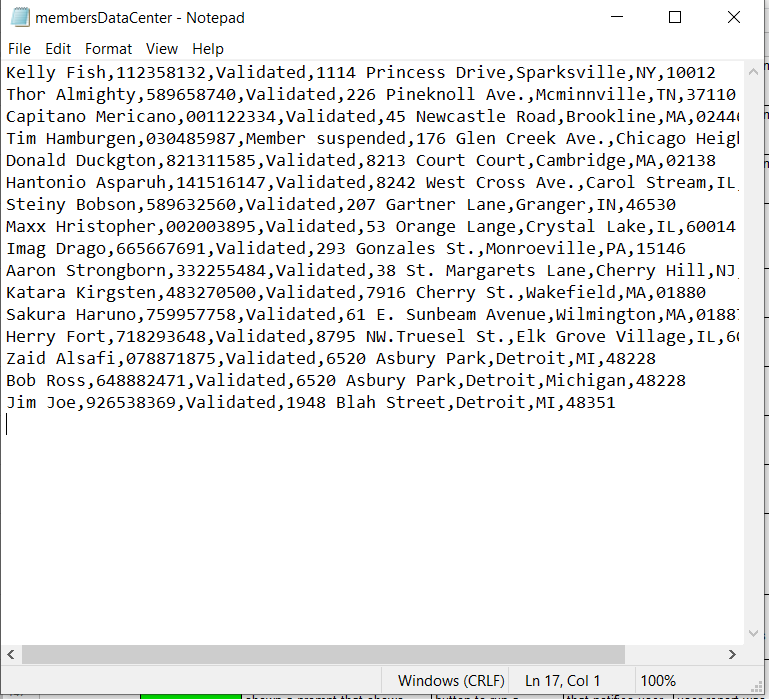 membersDataCenter - Notepad
File Edit Format View Help
Kelly Fish,112358132,Validated,1114 Princess Drive,Sparksville,NY,10012
Thor Almighty,589658740,Validated,226 Pineknoll Ave.,Mcminnville,TN,37110
Capitano Mericano,001122334,Validated,45 Newcastle Road,Brookline,MA,0244
Tim Hamburgen,030485987,Member suspended,176 Glen Creek Ave.,Chicago Heig
Donald Duckgton,821311585,Validated,8213 Court Court,Cambridge,MA,02138
Hantonio Asparuh,141516147,Validated,8242 West Cross Ave.,Carol Stream,IL,
Steiny Bobson,589632560,Validated,207 Gartner Lane,Granger,IN,46530
Maxx Hristopher,002003895,Validated,53 Orange Lange,Crystal Lake,IL,60014
Imag Drago,665667691,Validated,293 Gonzales St.,Monroeville,PA,15146
Aaron Strongborn,332255484,Validated,38 St. Margarets Lane,Cherry Hill,NJ,
Katara Kirgsten,483270500,Validated,7916 Cherry St.,Wakefield,MA,01880
Sakura Haruno,759957758,Validated,61 E. Sunbeam Avenue,Wilmington,MA,0188
Herry Fort,718293648,Validated,8795 NW.Truesel St.,Elk Grove Village,IL,6
Zaid Alsafi,078871875,Validated,6520 Asbury Park,Detroit,MI,48228
Bob Ross,648882471,Validated,6520 Asbury Park,Detroit,Michigan,48228
Jim Joe,926538369,Validated,1948 Blah Street,Detroit,MI,48351
Windows (CRLF) Ln 17, Col 1 100%